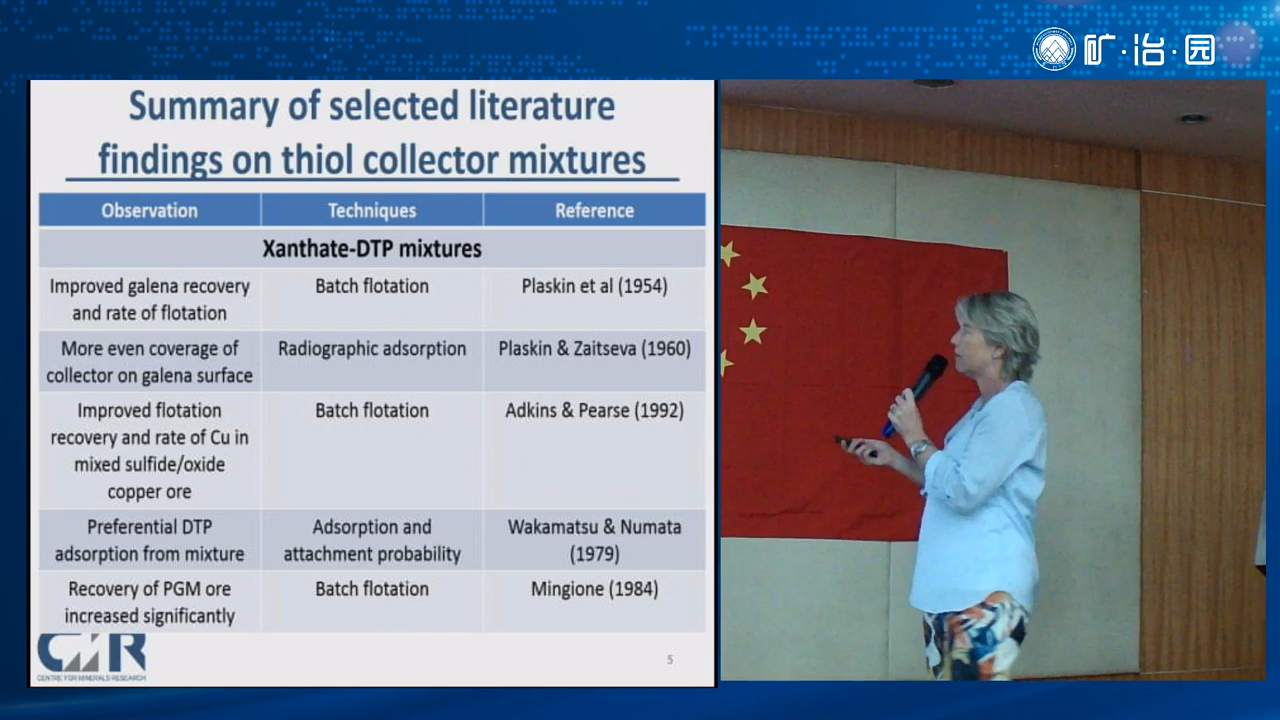 矿·冶·园
Summary of selected literature
findings on thiol collector mixtures
Observation Techniques Reference
Xanthate-DTP mixtures
Improved galena recovery
and rate of flotation
Batch flotation
Plaskin et al (1954)
More even coverage of
collector on galena surface
Radiographic adsorption
Plaskin & Zaitseva (1960)
Improved flotation
recovery and rate of Cu in
mixed sulfide/oxide
copper ore
Batch flotation
Adkins & Pearse (1992)
Preferential DTP
adsorption from mixture
Adsorption and
attachment probability
Wakamatsu & Numata
(1979)
Recovery of PGM ore
increased significantly
Batch flotation
Mingione (1984)
CMR
CENTRE FOR MINERALS RESEARCH
5